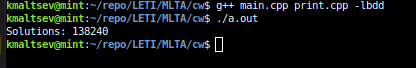 kmaltsev@mint:~/repo/LETI/MLTA/cw$ g++ main.cpp print.cpp -lbdd
kmaltsev@mint:~/repo/LETI/MLTA/cw$ ./a.out
Solutions: 138240
kmaltsev@mint:~/repo/LETI/MLTA/cw$